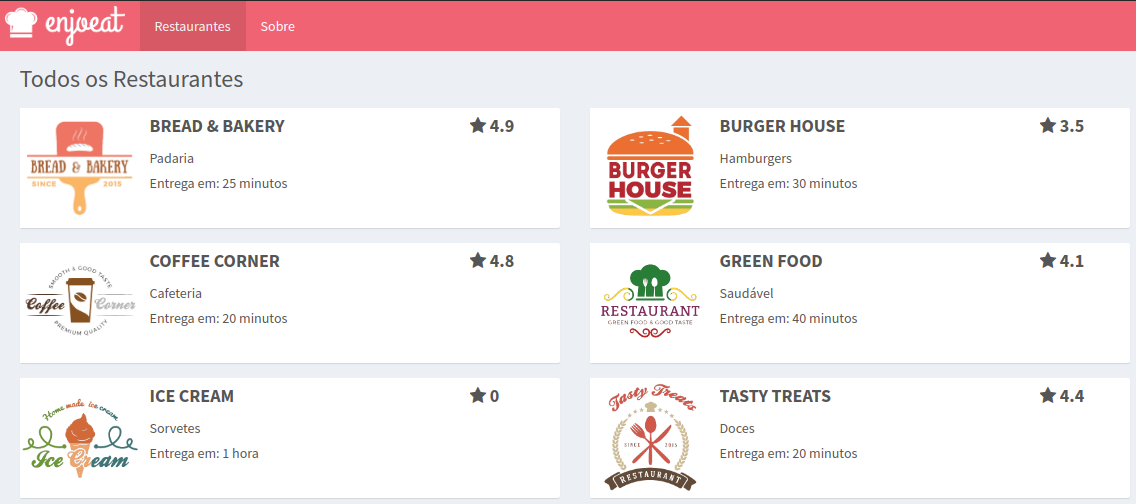 enjoeat
Restaurantes
Sobre
Todos os Restaurantes
BREAD & BAKERY
SINCE 2015
BREAD & BAKERY
4.9
Padaria
Entrega em: 25 minutos
BURGER
HOUSE
BURGER HOUSE
3.5
Hamburgers
Entrega em: 30 minutos
SMOOTH & GOOD TASTE
Coffee Corner
PREMIUM QUALITY
COFFEE CORNER
4.8
Cafeteria
Entrega em: 20 minutos
RESTAURANT
GREEN FOOD & GOOD TASTE
GREEN FOOD
4.1
Saudável
Entrega em: 40 minutos
Home made ice cream
Ice Cream
ICE CREAM
0
Sorvetes
Entrega em: 1 hora
Tasty Treats
SINCE 2015
RESTAURANT
TASTY TREATS
4.4
Doces
Entrega em: 20 minutos